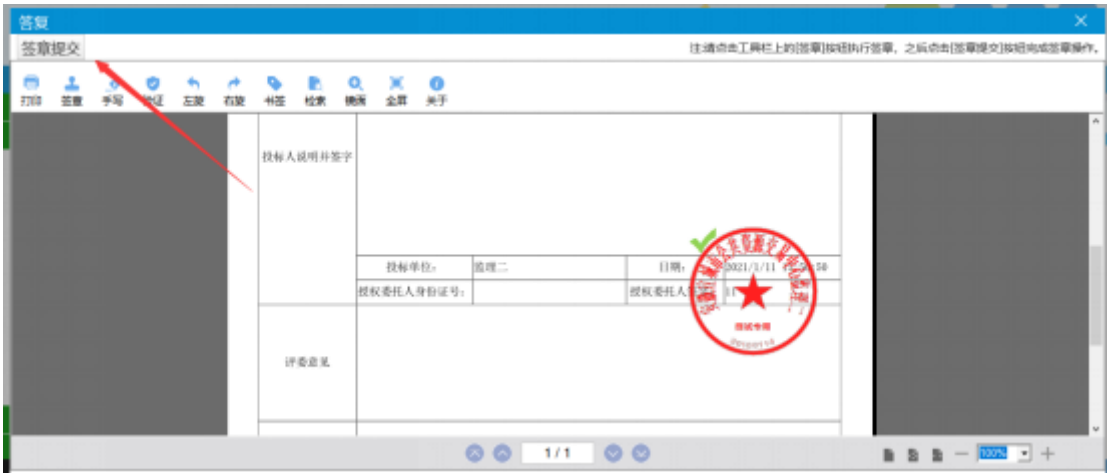 答复
签章提交
注:请点击工具栏上的[签章]按钮执行签章，之后点击[签章提交]按钮完成签章操作。
打印 签章 手写 验证 左旋 右旋 书签 检索 全屏 关于
投标人说明并签字
投标单位: 监理二 日期: 2021/1/11
授权委托人身份证号: 授权委托人
评委意见
测试专用
1 / 1
100%